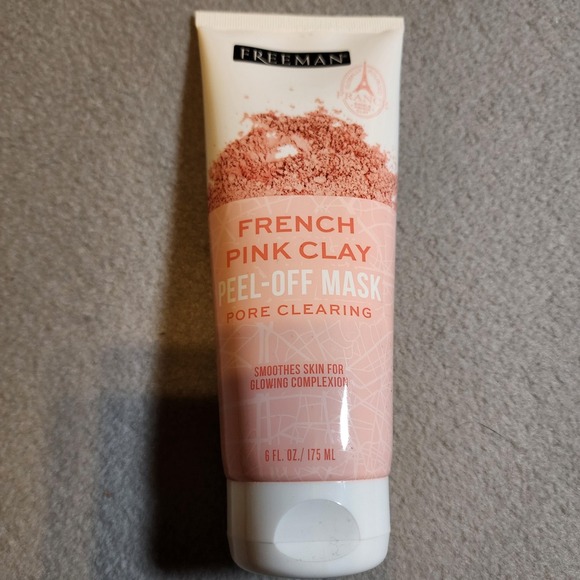 FREEMAN
FRANCE
FRENCH
PINK CLAY
PEEL-OFF MASK
PORE CLEARING
SMOOTHES SKIN FOR
GLOWING COMPLEXION
6 FL. OZ./ 175 ML